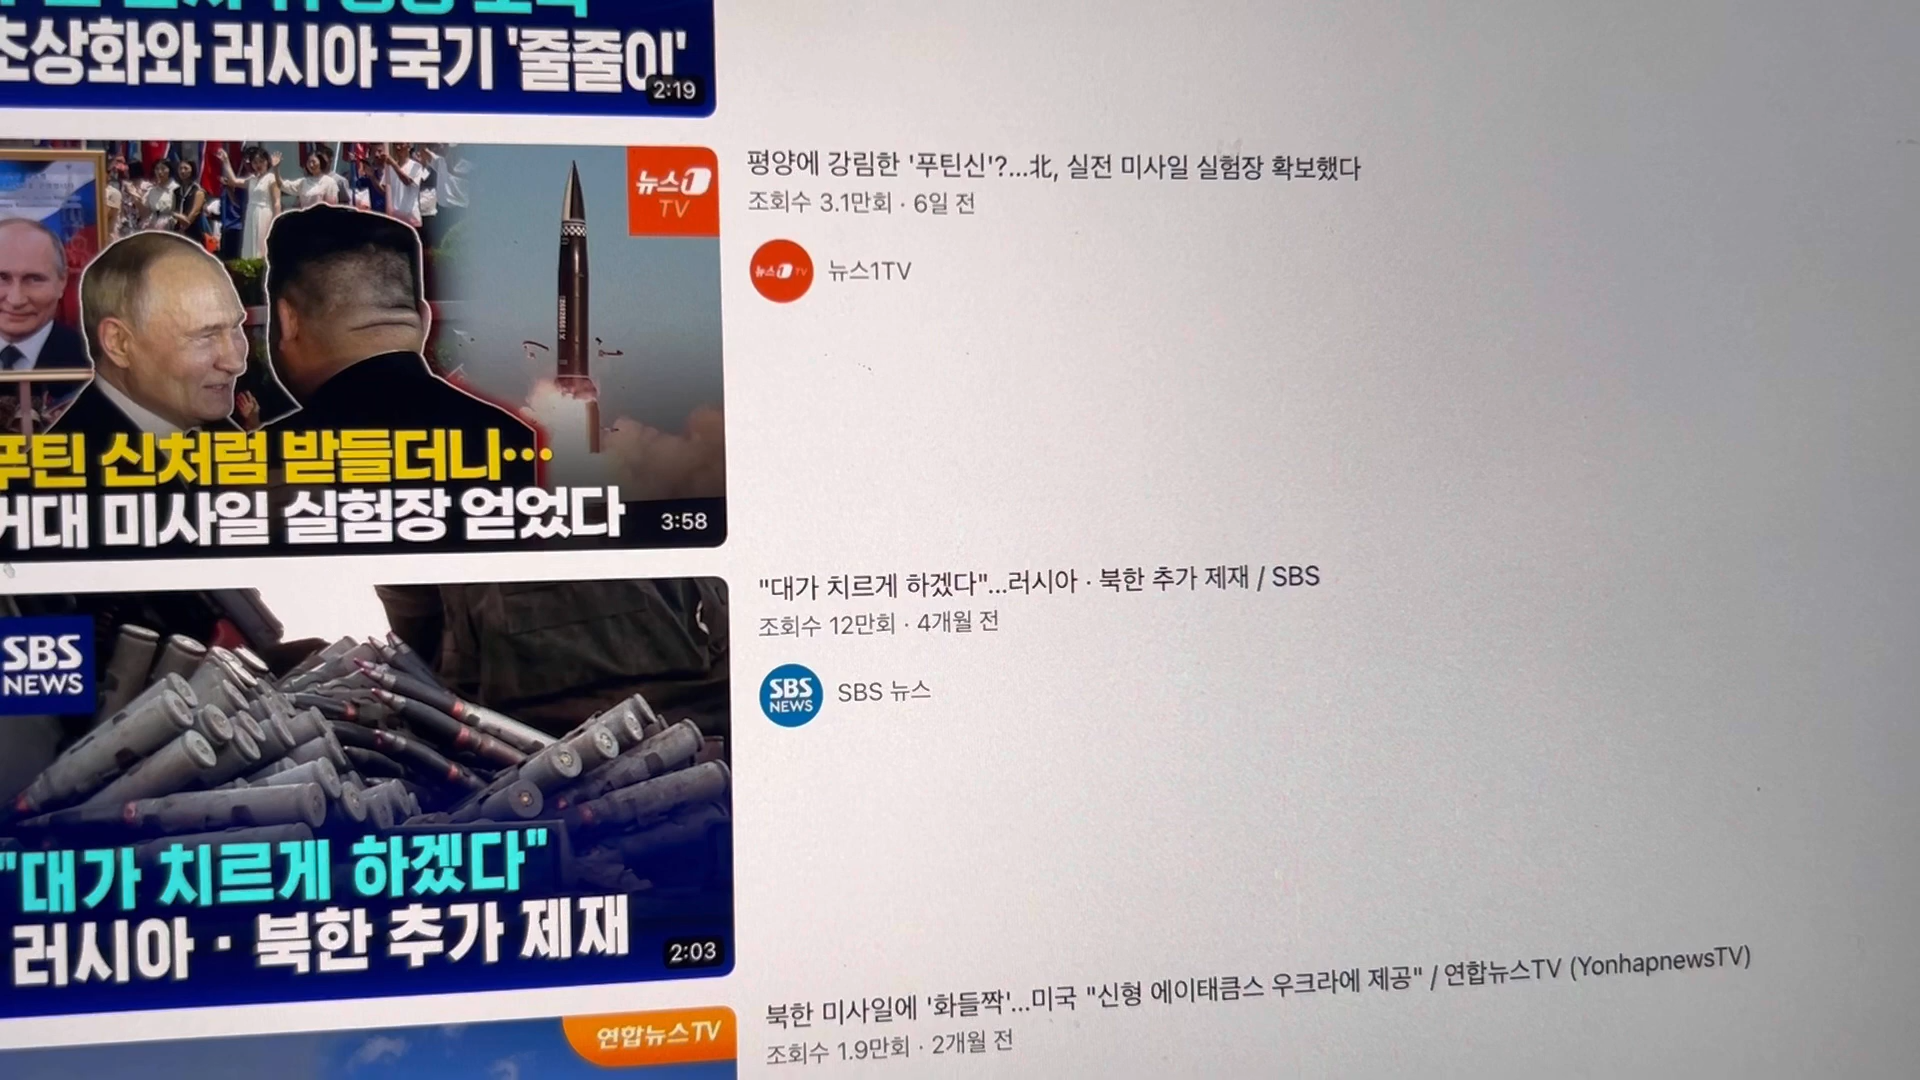 초상화와 러시아 국기 '줄줄이'
2:19
뉴스1
TV
푸틴 신처럼 받들더니…
거대 미사일 실험장 얻었다
3:58
평양에 강림한 '푸틴신'?...北, 실전 미사일 실험장 확보했다
조회수 3.1만회 · 6일 전
뉴스1 TV
뉴스1TV
SBS
NEWS
"대가 치르게 하겠다"
러시아 · 북한 추가 제재
2:03
"대가 치르게 하겠다"...러시아 · 북한 추가 제재 / SBS
조회수 12만회 · 4개월 전
SBS
NEWS
SBS 뉴스
연합뉴스TV
북한 미사일에 '화들짝'...미국 "신형 에이태큼스 우크라에 제공" / 연합뉴스TV (YonhapnewsTV)
조회수 1.9만회 · 2개월 전